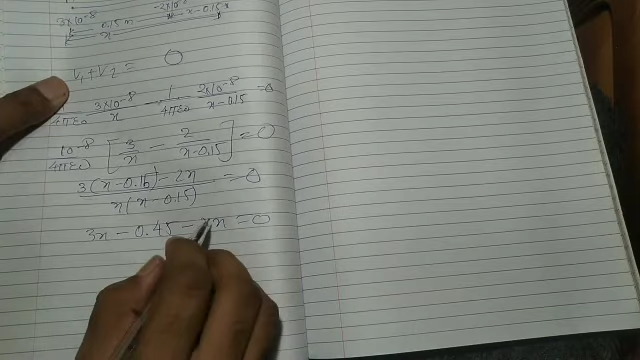 3×10⁻⁸ -2×10⁻⁸
0.15 m x-0.15
x
V₁+V₂ = 0
1/4πε₀ 3×10⁻⁸/x - 1/4πε₀ 2×10⁻⁸/x-0.15 =0
10⁻⁸/4πε₀ [3/x - 2/x-0.15] =0
3(x-0.15)-2x/x(x-0.15) =0
3x-0.45-2x=0